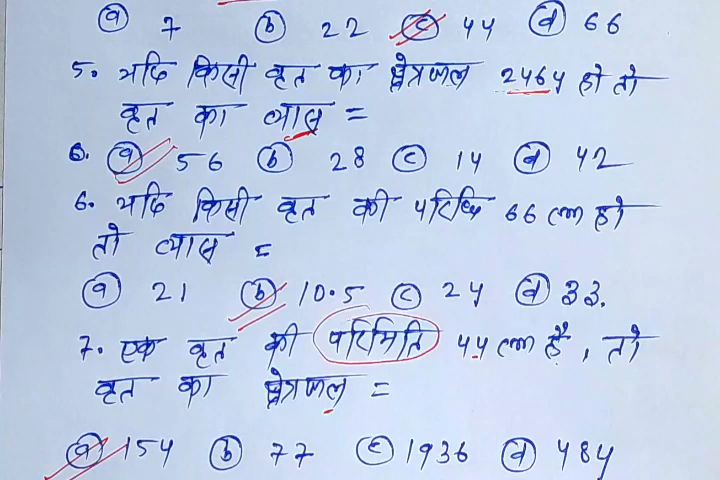 (a) 7 (b) 22 (c) 44 (d) 66
5. यदि किसी वृत का क्षेत्रफल 2464 हो तो
वृत का व्यास =
6. (a) 56 (b) 28 (c) 14 (d) 42
6. यदि किसी वृत की परिधि 66 cm हो
तो व्यास =
(a) 21 (b) 10.5 (c) 24 (d) 33.
7. एक वृत की परिमिति 44 cm है, तो
वृत का क्षेत्रफल =
(a) 154 (b) 77 (c) 1936 (d) 484